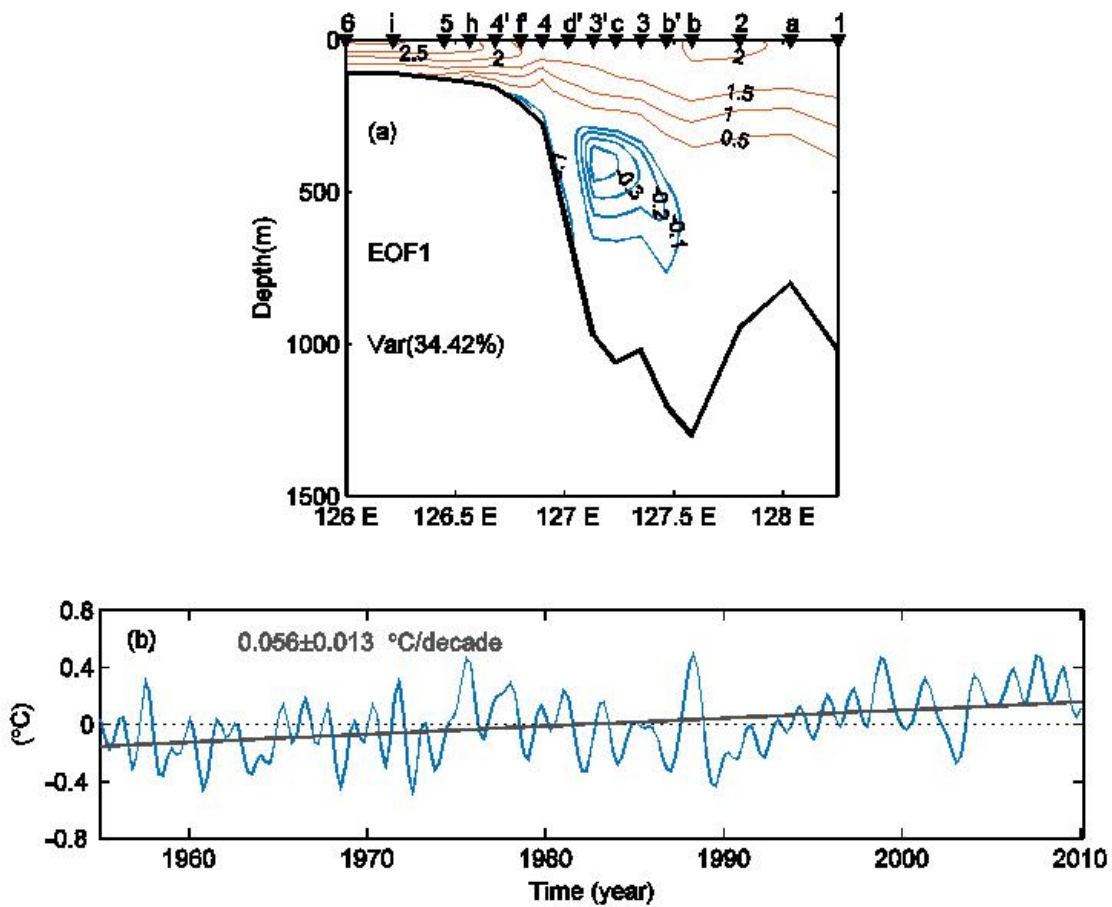 6 i 5 h 4' f' 4 d' 3' c 3 b' b 2 a 1
0
2.5 2 2
1.5
1
0.5
(a)
500
-0.3 -0.2 -0.1
Depth(m)
EOF1
Var(34.42%)
1000
1500
126 E 126.5 E 127 E 127.5 E 128 E
0.8
(b) 0.056±0.013 °C/decade
0.4
(°C)
0
-0.4
-0.8
1960 1970 1980 1990 2000 2010
Time (year)